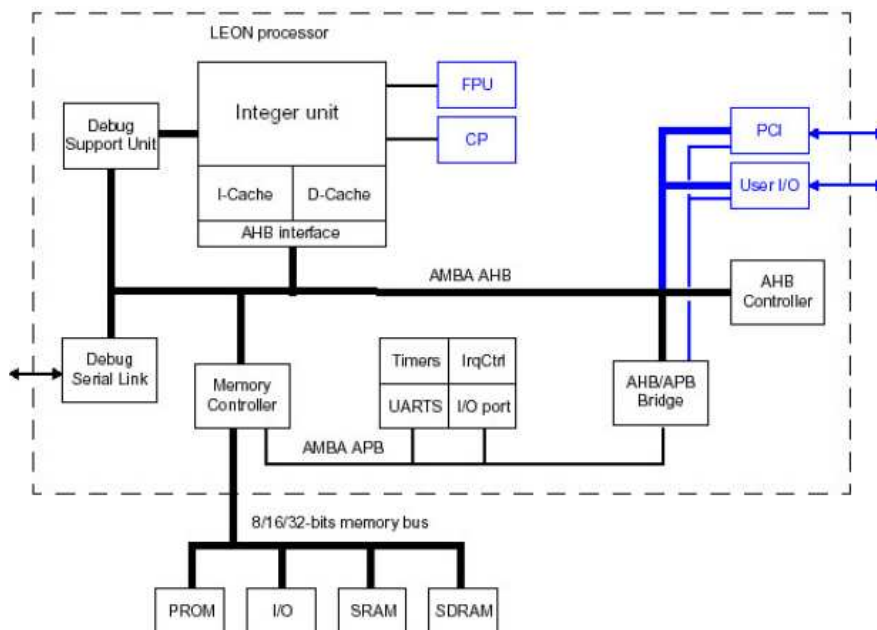 LEON processor
Integer unit
FPU
CP
Debug
Support Unit
I-Cache
D-Cache
AHB interface
PCI
User I/O
AMBA AHB
AHB
Controller
Debug
Serial Link
Memory
Controller
Timers
IrqCtrl
UARTS
I/O port
AHB/APB
Bridge
AMBA APB
8/16/32-bits memory bus
PROM
I/O
SRAM
SDRAM